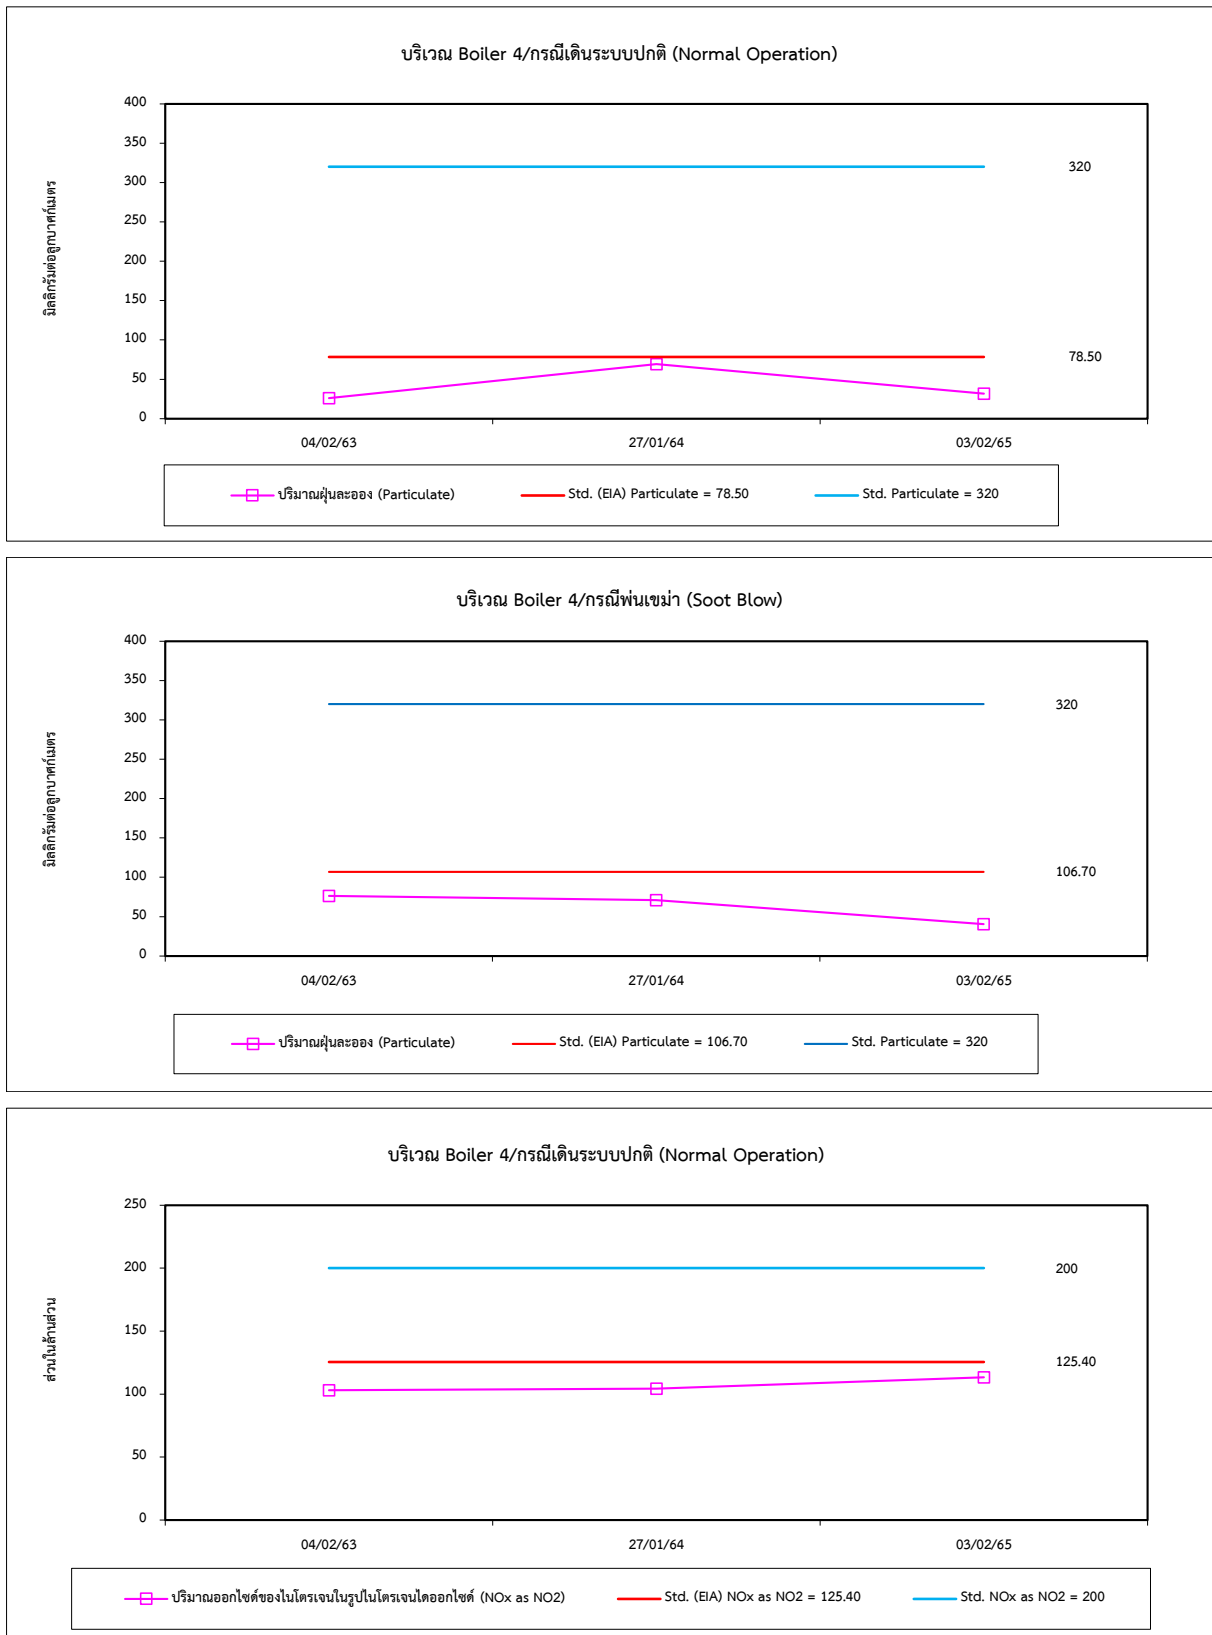 บริเวณ Boiler 4/กรณีเดินระบบปกติ (Normal Operation)
มิลลิกรัมต่อลูกบาศก์เมตร
400
350
300
250
200
150
100
50
0
320
78.50
04/02/63 27/01/64 03/02/65
ปริมาณฝุ่นละออง (Particulate) Std. (EIA) Particulate = 78.50 Std. Particulate = 320
บริเวณ Boiler 4/กรณีพ่นเขม่า (Soot Blow)
มิลลิกรัมต่อลูกบาศก์เมตร
400
350
300
250
200
150
100
50
0
320
106.70
04/02/63 27/01/64 03/02/65
ปริมาณฝุ่นละออง (Particulate) Std. (EIA) Particulate = 106.70 Std. Particulate = 320
บริเวณ Boiler 4/กรณีเดินระบบปกติ (Normal Operation)
ส่วนในล้านส่วน
250
200
150
100
50
0
200
125.40
04/02/63 27/01/64 03/02/65
ปริมาณออกไซด์ของไนโตรเจนในรูปไนโตรเจนไดออกไซด์ (NOx as NO2) Std. (EIA) NOx as NO2 = 125.40 Std. NOx as NO2 = 200